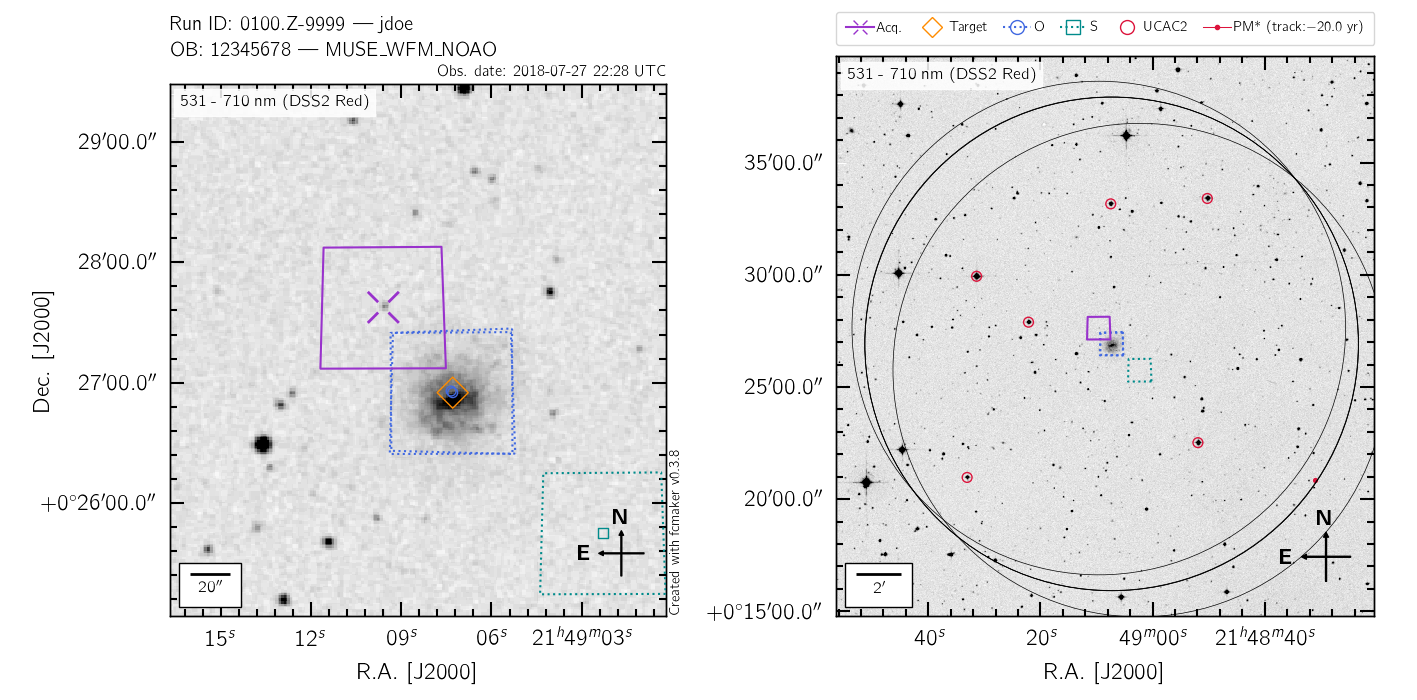 Run ID: 0100.Z-9999 — jdoe
OB: 12345678 — MUSE_WFM_NOAO
Obs. date: 2018-07-27 22:28 UTC
531 - 710 nm (DSS2 Red)
29′00.0″
28′00.0″
27′00.0″
+0°26′00.0″
Dec. [J2000]
N
E
20″
15ˢ 12ˢ 09ˢ 06ˢ 21ʰ49ᵐ03ˢ
R.A. [J2000]
Created with fcmaker v0.3.8
Acq. Target O S UCAC2 PM* (track:−20.0 yr)
531 - 710 nm (DSS2 Red)
35′00.0″
30′00.0″
25′00.0″
20′00.0″
+0°15′00.0″
N
E
2′
40ˢ 20ˢ 49ᵐ00ˢ 21ʰ48ᵐ40ˢ
R.A. [J2000]